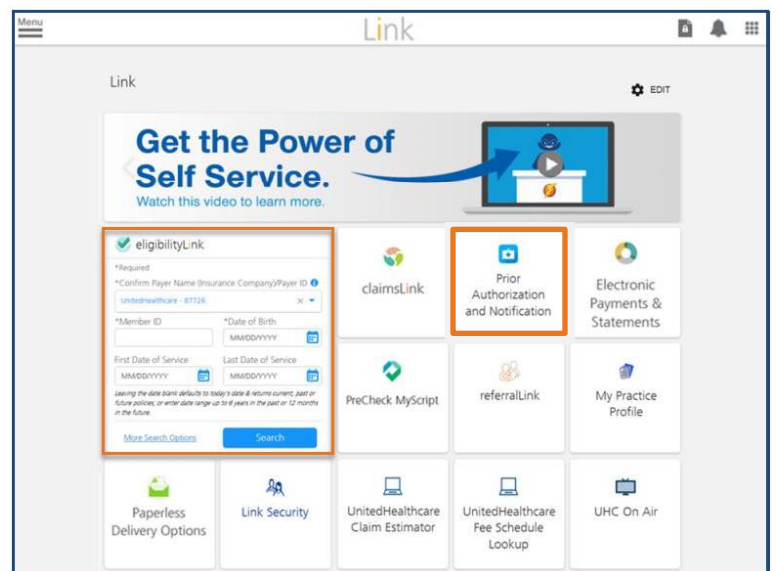 Menu
Link
Link
EDIT
Get the Power of
Self Service.
Watch this video to learn more.
eligibilityLink
*Required
*Confirm Payer Name (Insurance Company)/Payer ID
UnitedHealthcare - 87726
*Member ID
*Date of Birth
MM/DD/YYYY
First Date of Service
Last Date of Service
MM/DD/YYYY
MM/DD/YYYY
Leaving the date blank defaults to today's date & returns current, past or
future policies, or enter date range up to 6 years in the past or 12 months
in the future.
More Search Options
Search
claimsLink
Prior
Authorization
and Notification
Electronic
Payments &
Statements
PreCheck MyScript
referralLink
My Practice
Profile
Paperless
Delivery Options
Link Security
UnitedHealthcare
Claim Estimator
UnitedHealthcare
Fee Schedule
Lookup
UHC On Air